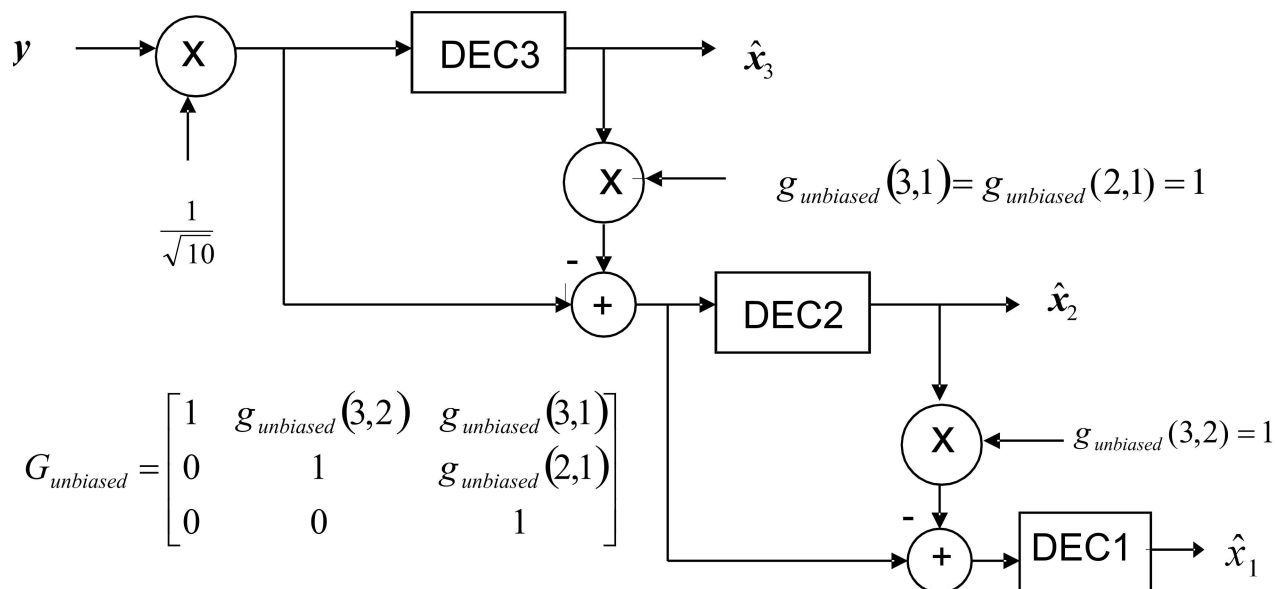 y
X
DEC3
x̂₃
1
√10
X
g_unbiased(3,1)= g_unbiased(2,1) = 1
-
+
DEC2
x̂₂
G_unbiased = [1 g_unbiased(3,2) g_unbiased(3,1)
0 1 g_unbiased(2,1)
0 0 1]
X
g_unbiased(3,2) = 1
-
+
DEC1
x̂₁